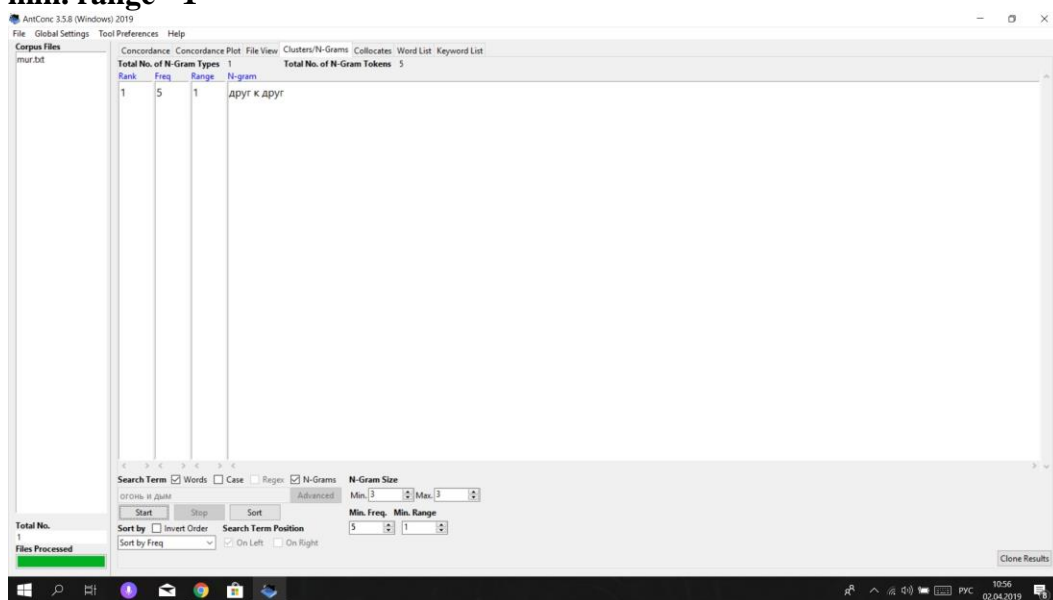 min. range - 1
AntConc 3.5.8 (Windows) 2019
File Global Settings Tool Preferences Help
Corpus Files
mur.txt
Concordance Concordance Plot File View Clusters/N-Grams Collocates Word List Keyword List
Total No. of N-Gram Types 1 Total No. of N-Gram Tokens 5
Rank Freq Range N-gram
1 5 1 друг к друг
Search Term Words Case Regex N-Grams N-Gram Size
огонь и дым Advanced Min. 3 Max. 3
Start Stop Sort Min. Freq. Min. Range
Total No.
1
Files Processed
Sort by Invert Order Search Term Position 5 1
Sort by Freq On Left On Right
Clone Results
РУС 10:56
02.04.2019
8